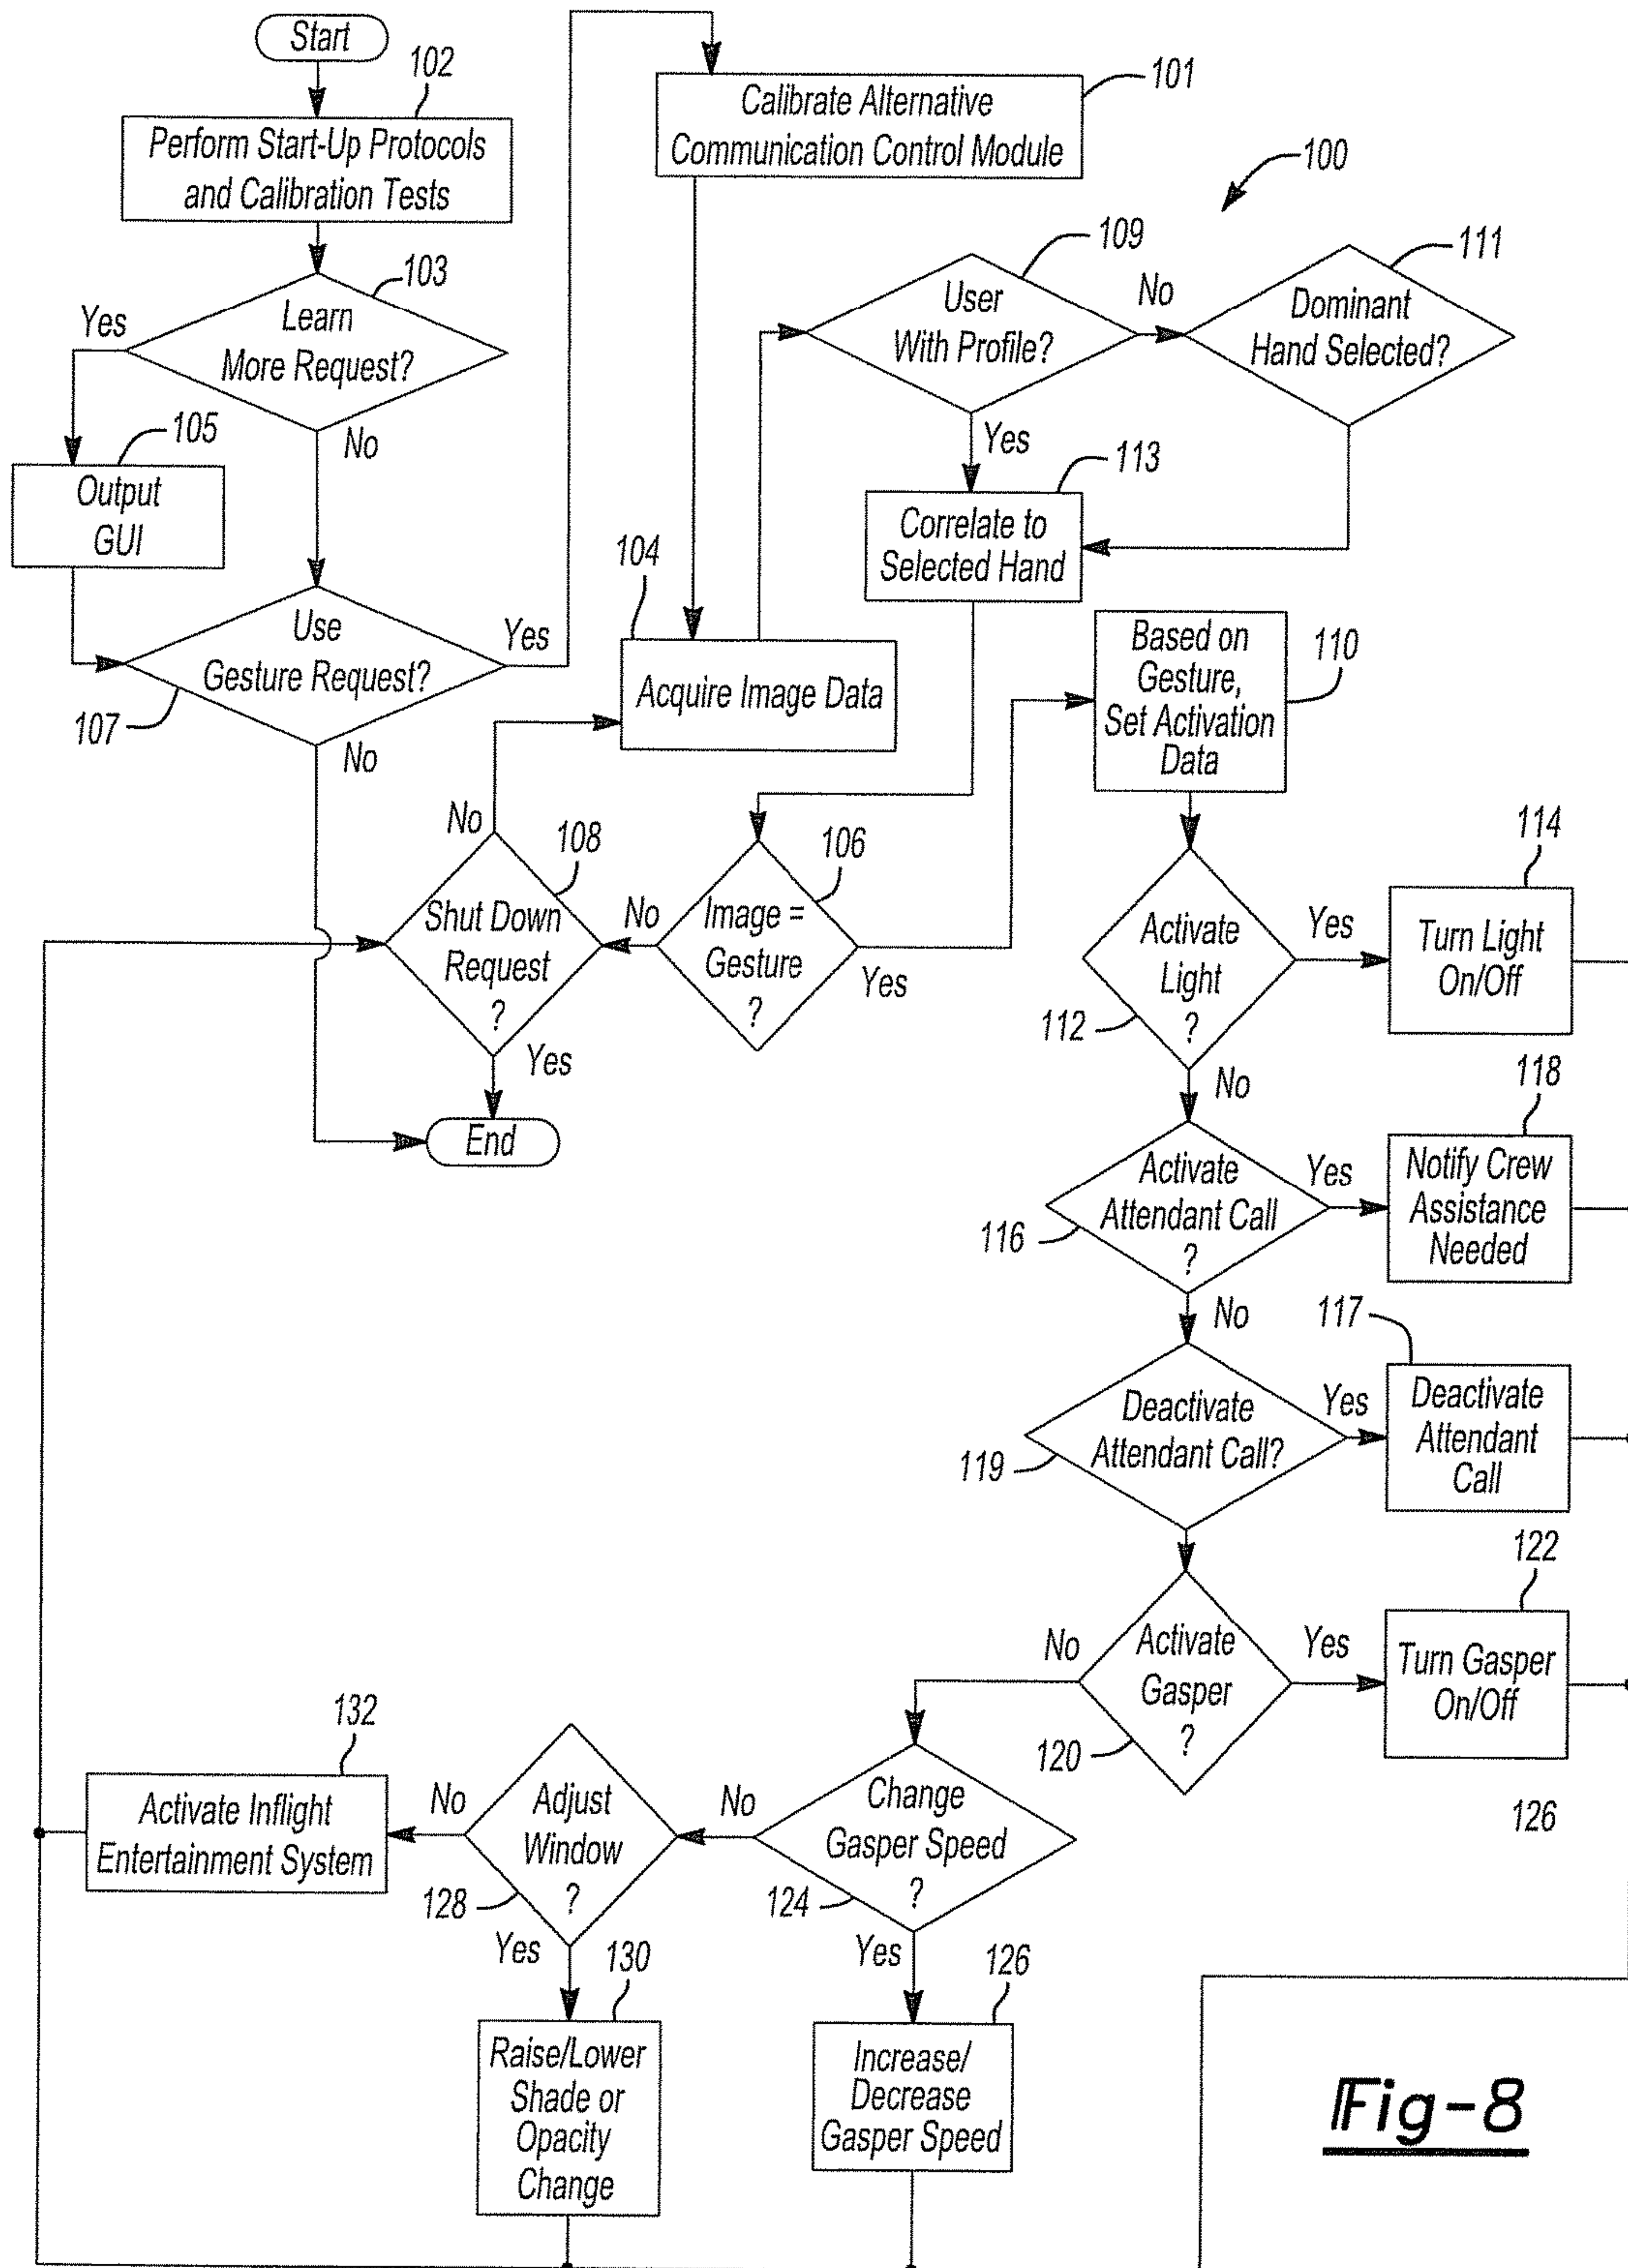 Start
102
Perform Start-Up Protocols
and Calibration Tests
103
Learn
More Request?
Yes
No
105
Output
GUI
Use
Gesture Request?
Yes
107
No
101
Calibrate Alternative
Communication Control Module
100
109
User
With Profile?
No
Yes
111
Dominant
Hand Selected?
113
Correlate to
Selected Hand
104
Acquire Image Data
No
108
Shut Down
Request
?
Yes
End
106
No
Image =
Gesture
?
Yes
110
Based on
Gesture,
Set Activation
Data
Activate
Light
?
112
Yes
No
114
Turn Light
On/Off
Activate
Attendant Call
?
116
Yes
No
118
Notify Crew
Assistance
Needed
Deactivate
Attendant Call?
119
Yes
117
Deactivate
Attendant
Call
Activate
Gasper
?
120
No
Yes
122
Turn Gasper
On/Off
126
Change
Gasper Speed
?
124
No
Yes
126
Increase/
Decrease
Gasper Speed
Adjust
Window
?
128
No
Yes
130
Raise/Lower
Shade or
Opacity
Change
132
Activate Inflight
Entertainment System
Fig-8